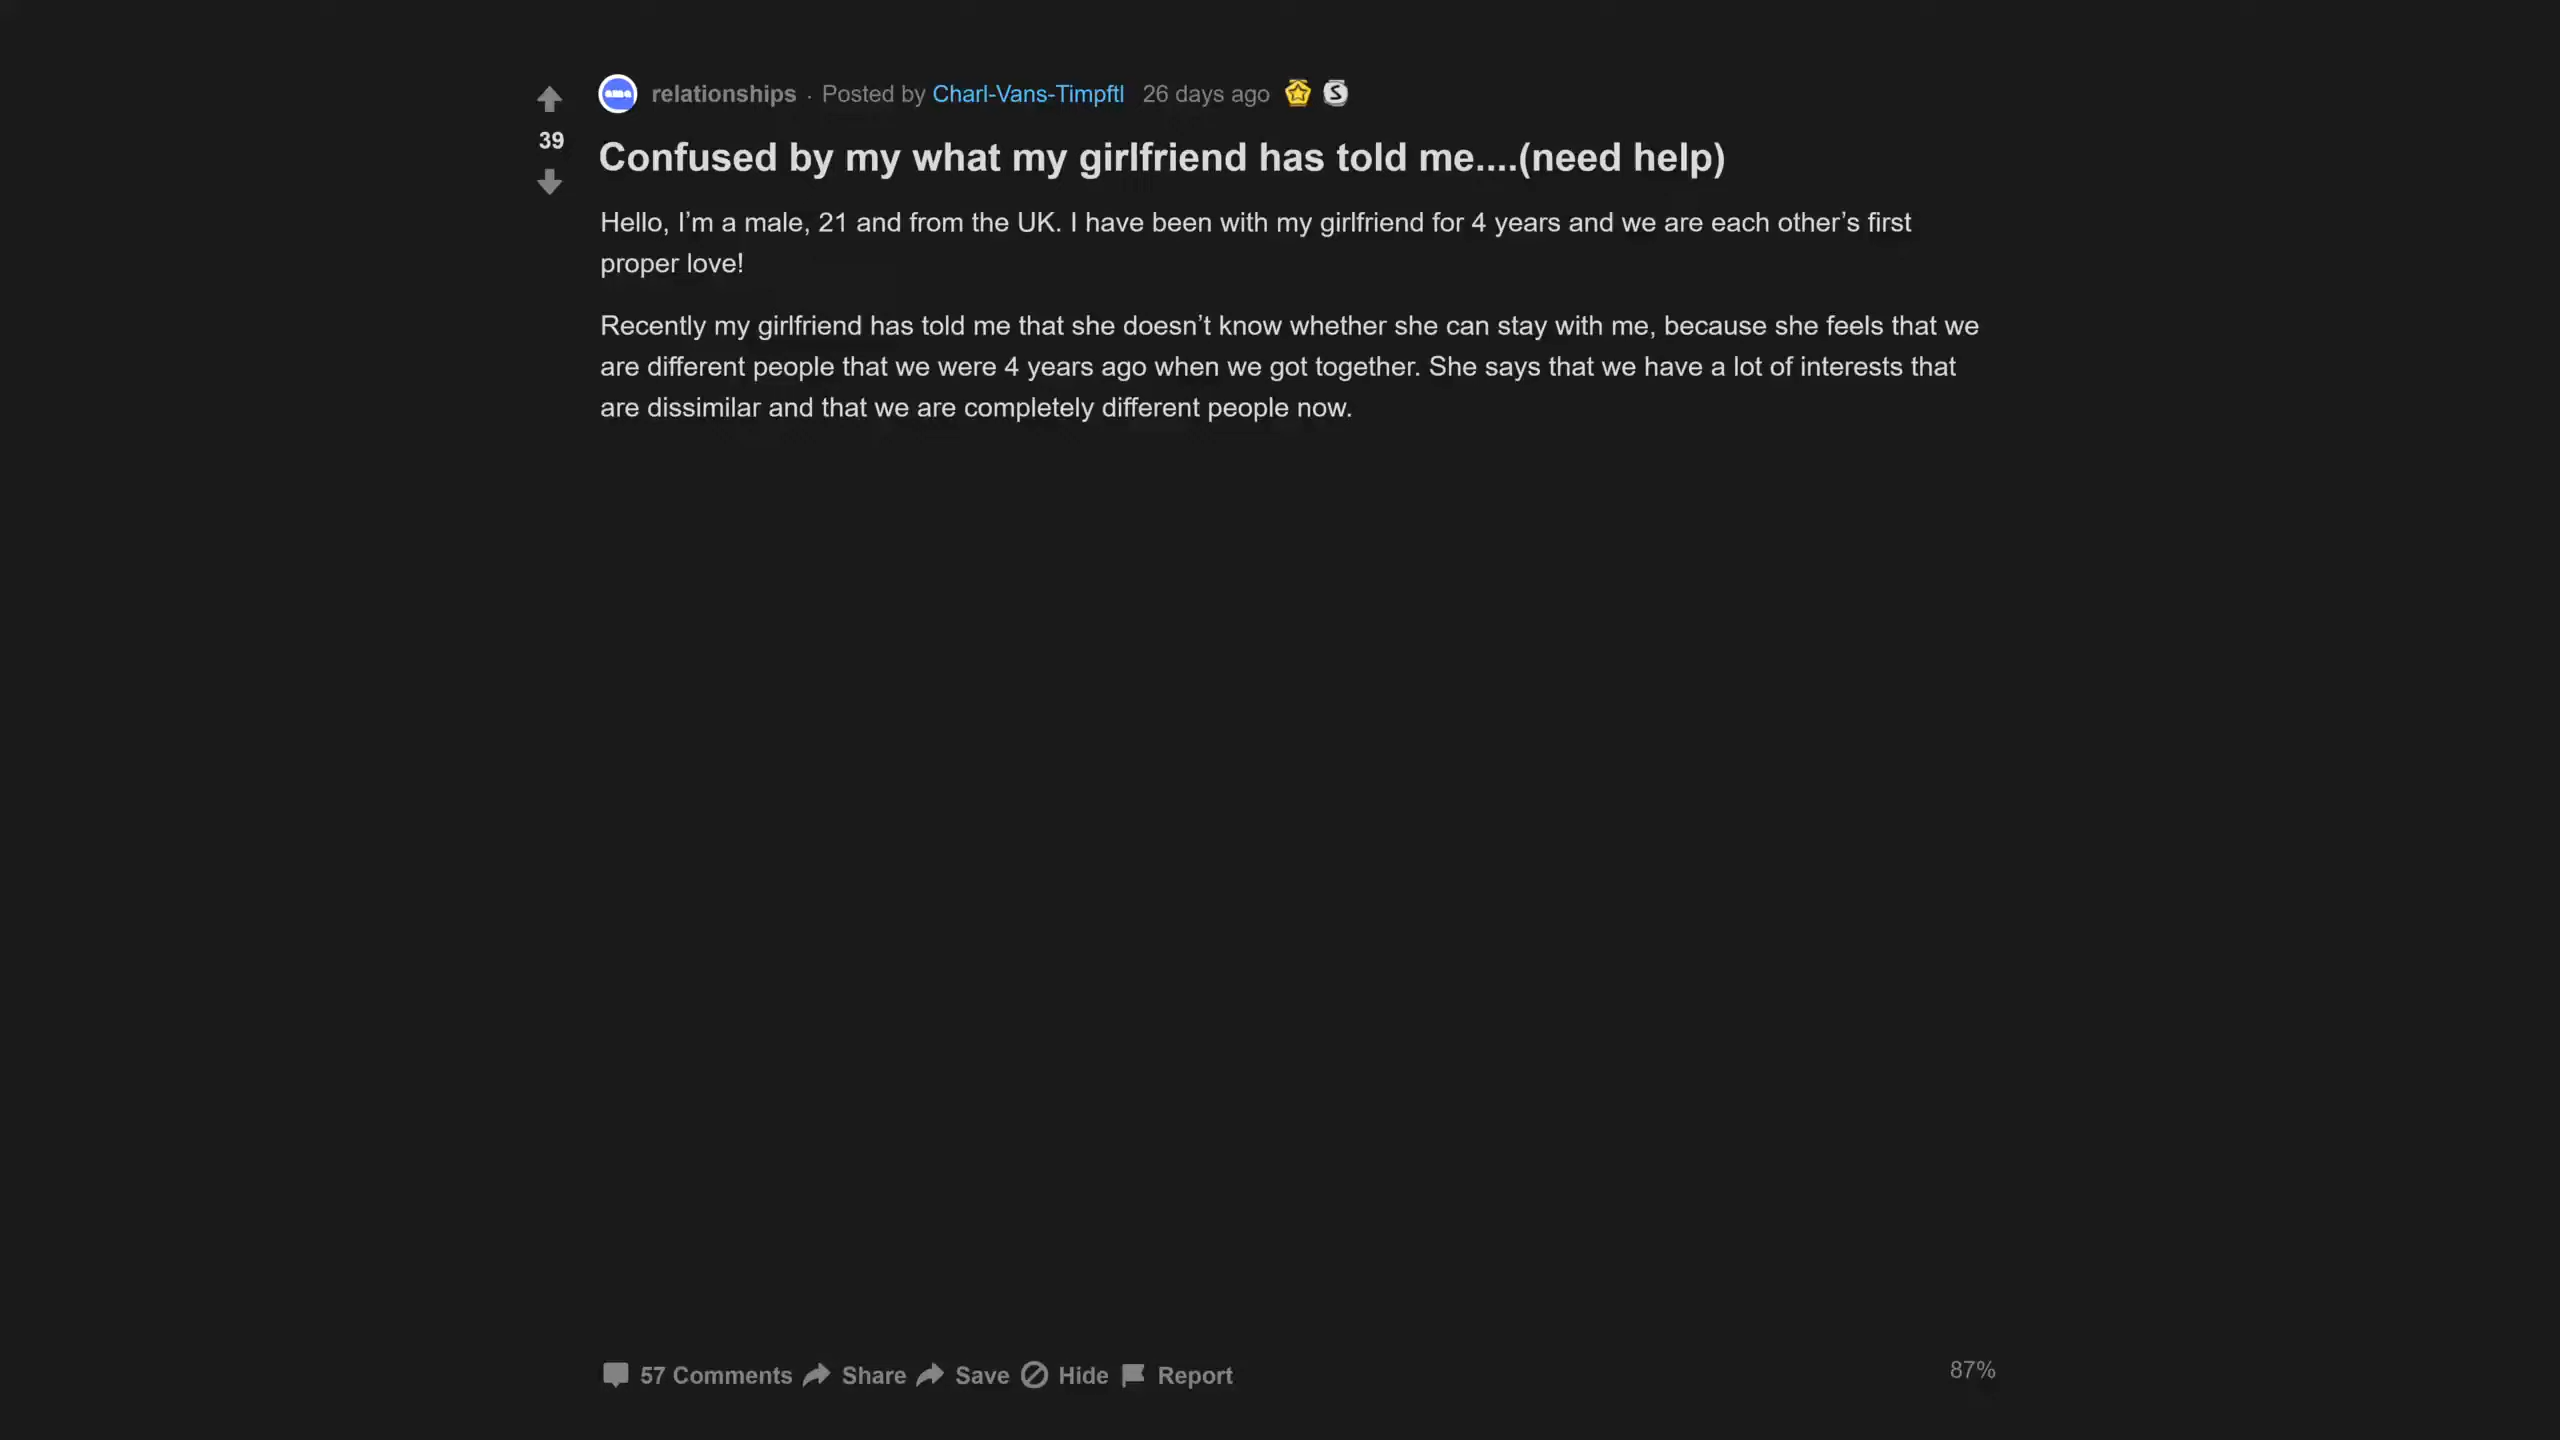 relationships · Posted by Charl-Vans-Timpftl 26 days ago
39
Confused by my what my girlfriend has told me....(need help)
Hello, I’m a male, 21 and from the UK. I have been with my girlfriend for 4 years and we are each other’s first
proper love!
Recently my girlfriend has told me that she doesn’t know whether she can stay with me, because she feels that we
are different people that we were 4 years ago when we got together. She says that we have a lot of interests that
are dissimilar and that we are completely different people now.
57 Comments Share Save Hide Report
87%